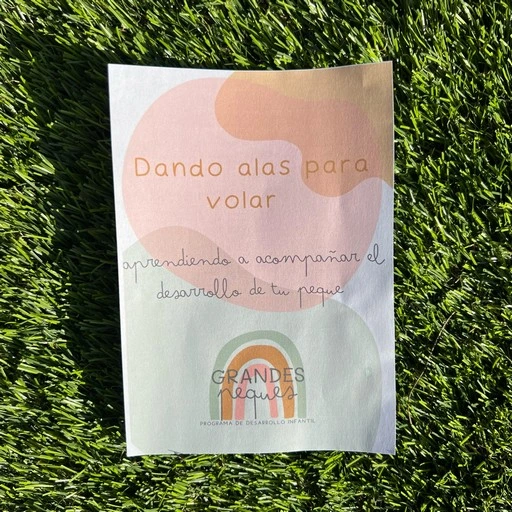 Dando alas para
volar
aprendiendo a acompañar el
desarrollo de tu peque
GRANDES
peques
PROGRAMA DE DESARROLLO INFANTIL